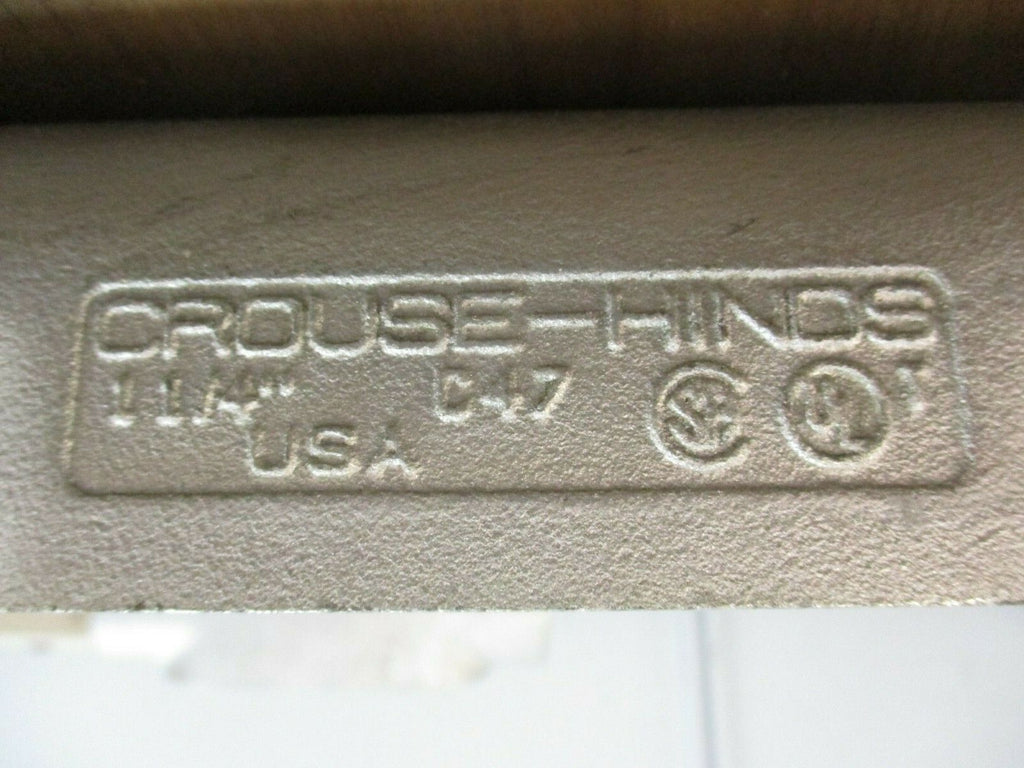 CROUSE-HINDS
1 1/4" C47
USA